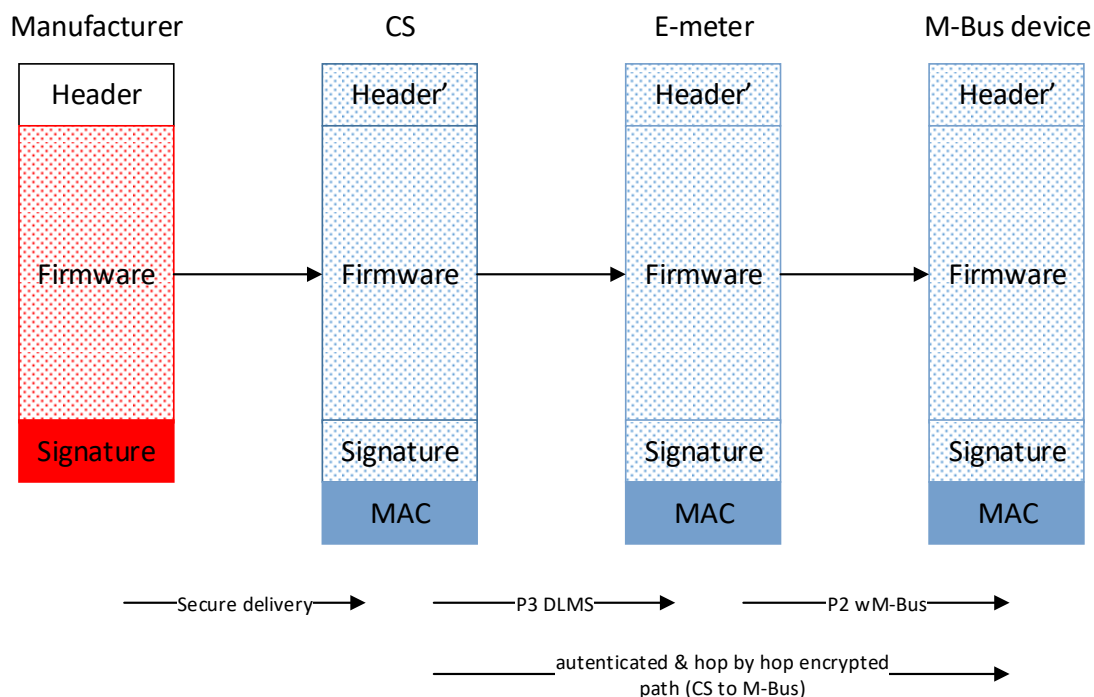 Manufacturer CS E-meter M-Bus device
Header Header’ Header’ Header’
Firmware Firmware Firmware Firmware
Signature Signature Signature Signature
MAC MAC MAC
Secure delivery P3 DLMS P2 wM-Bus
autenticated & hop by hop encrypted
path (CS to M-Bus)